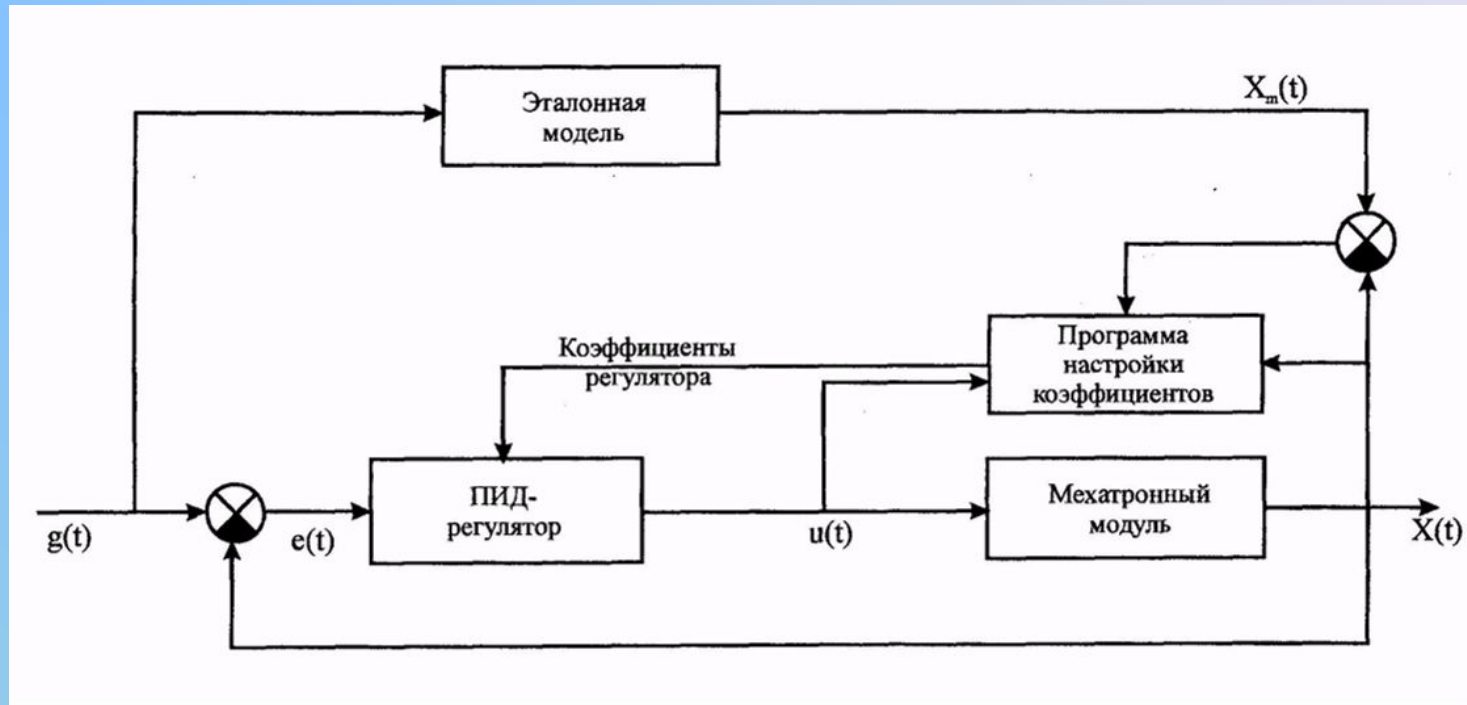 Эталонная
модель
Xm(t)
Программа
настройки
коэффициентов
Коэффициенты
регулятора
ПИД-
регулятор
Мехатронный
модуль
g(t)
e(t)
u(t)
X(t)